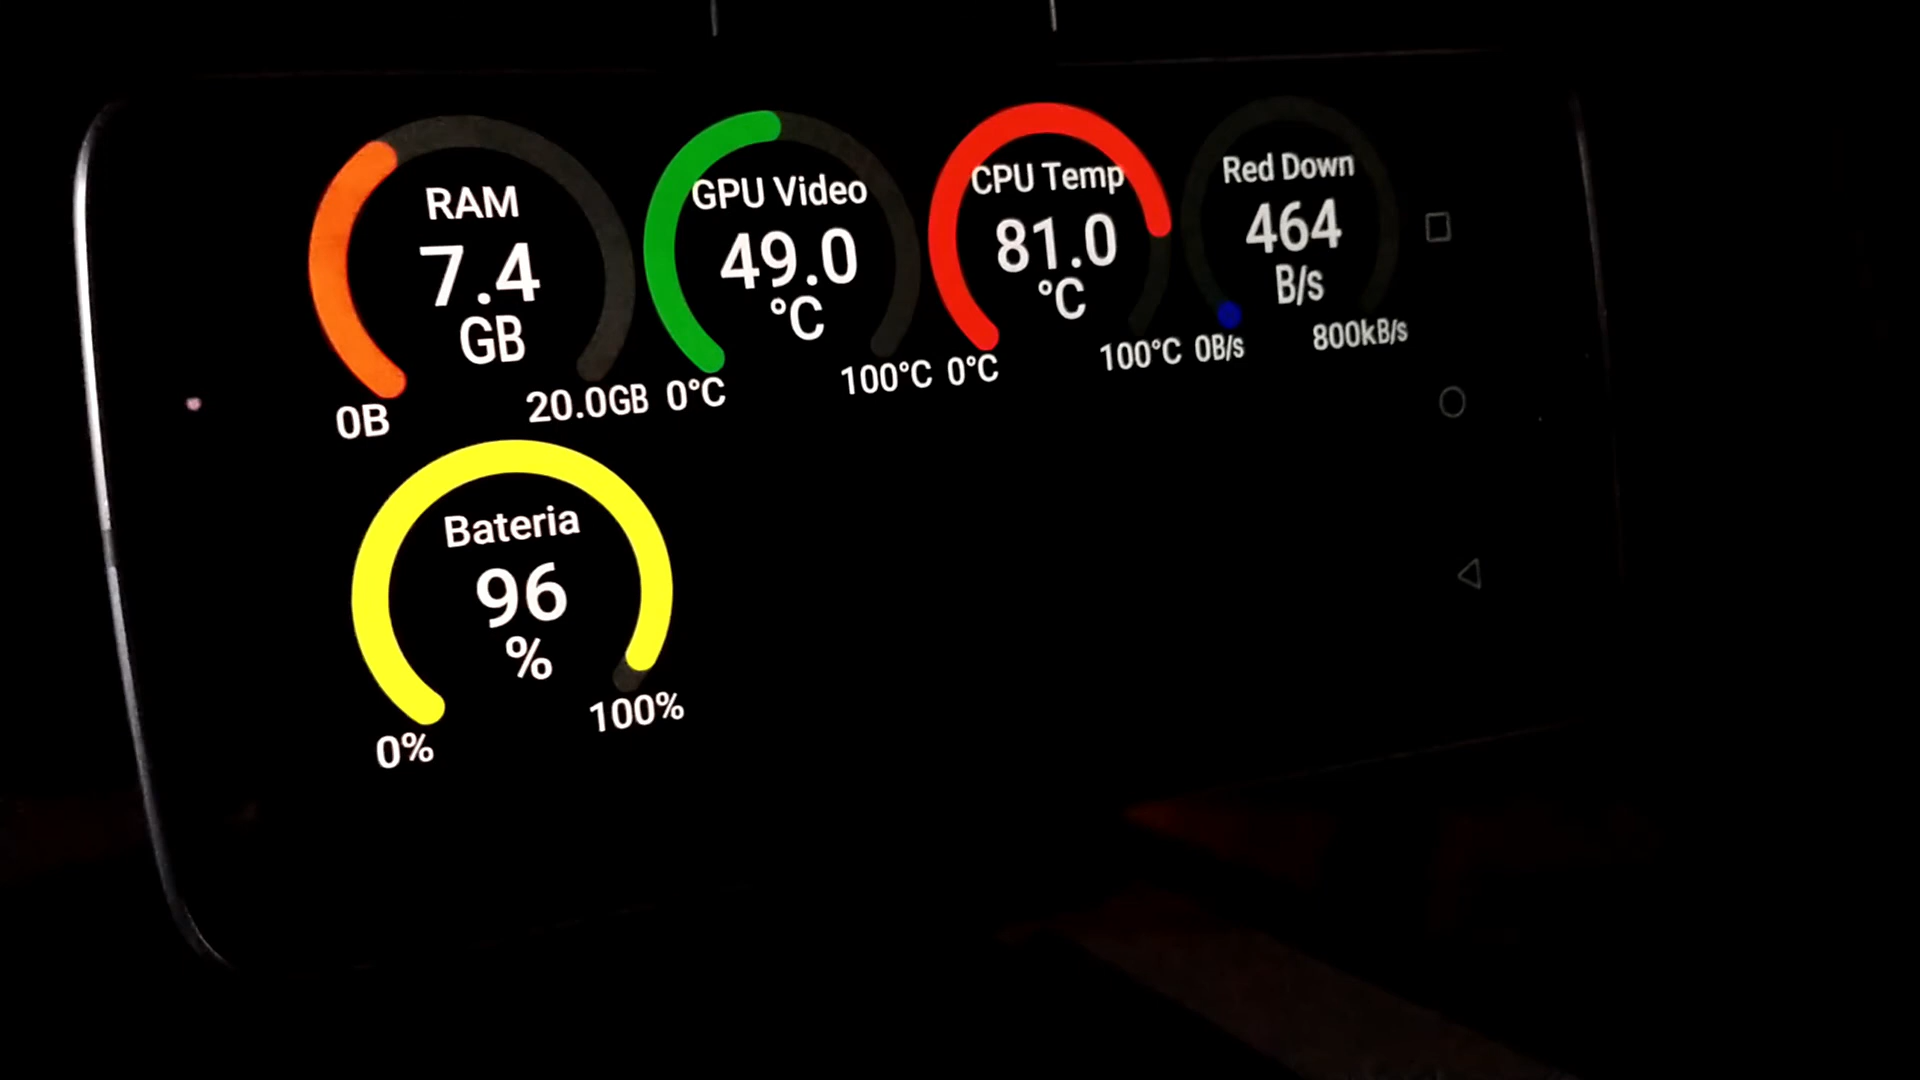 RAM
7.4
GB
0B
20.0GB
GPU Video
49.0
°C
0°C
100°C
CPU Temp
81.0
°C
0°C
100°C
Red Down
464
B/s
0B/s
800kB/s
Bateria
96
%
0%
100%